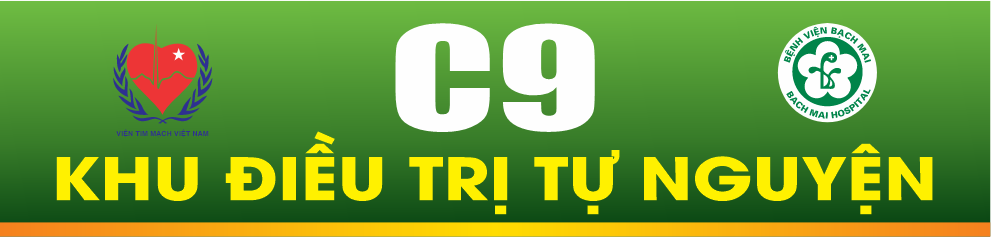 C9
VIỆN TIM MẠCH VIỆT NAM
BỆNH VIỆN BẠCH MAI
BACH MAI HOSPITAL
KHU ĐIỀU TRỊ TỰ NGUYỆN